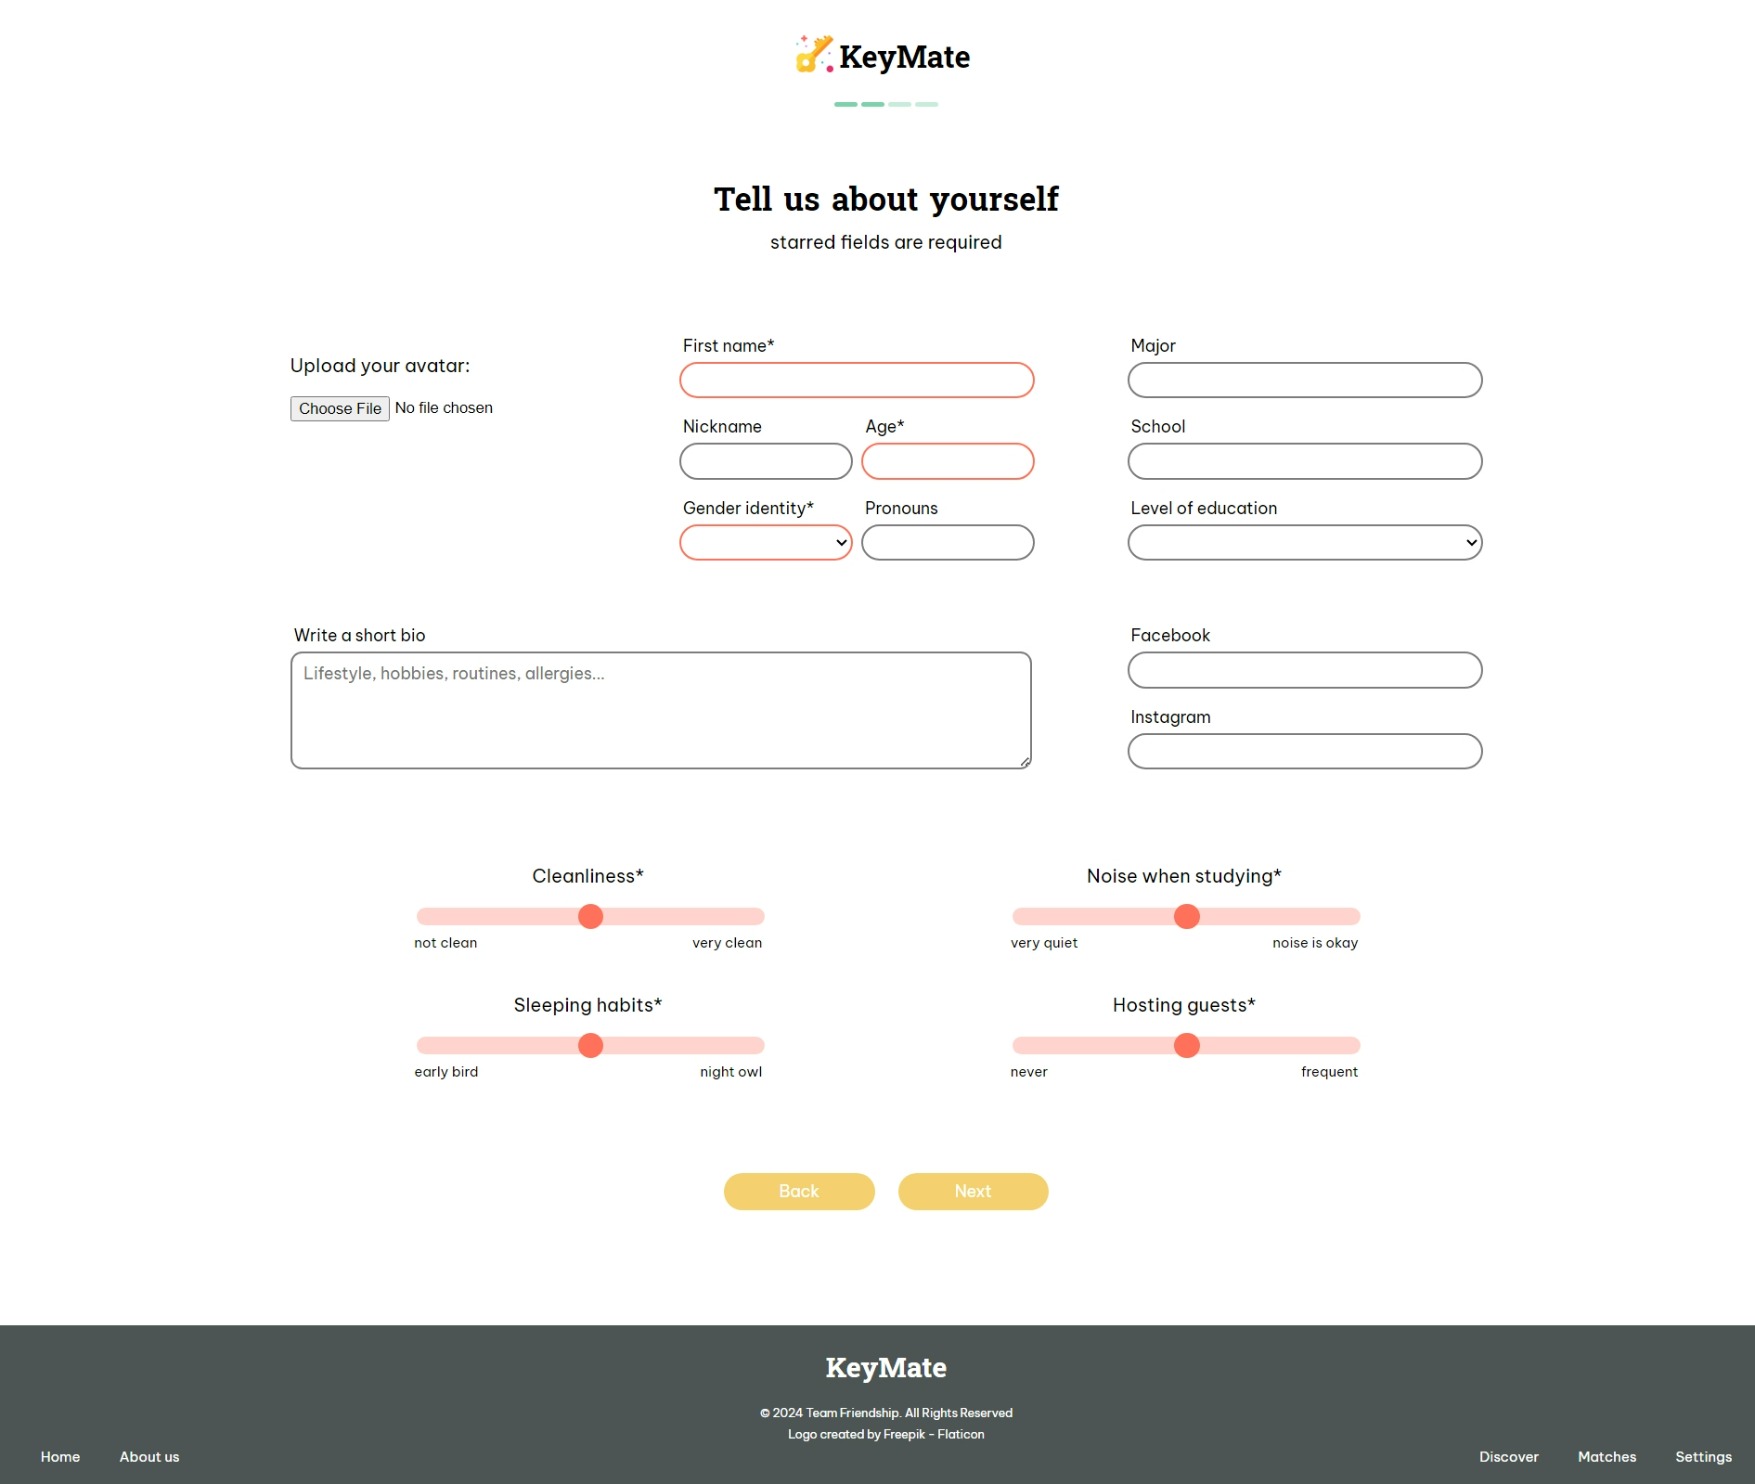 KeyMate
Tell us about yourself
starred fields are required
Upload your avatar:
Choose File No file chosen
First name*
Nickname Age*
Gender identity* Pronouns
Major
School
Level of education
Write a short bio
Lifestyle, hobbies, routines, allergies...
Facebook
Instagram
Cleanliness*
not clean very clean
Noise when studying*
very quiet noise is okay
Sleeping habits*
early bird night owl
Hosting guests*
never frequent
Back Next
KeyMate
© 2024 Team Friendship. All Rights Reserved
Logo created by Freepik - Flaticon
Home About us Discover Matches Settings